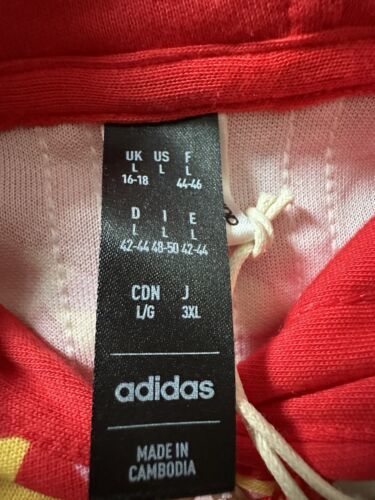 UK US F
L L L
16-18 44-46
D I E
L L L
42-44 48-50 42-44
CDN J
L/G 3XL
adidas
MADE IN
CAMBODIA